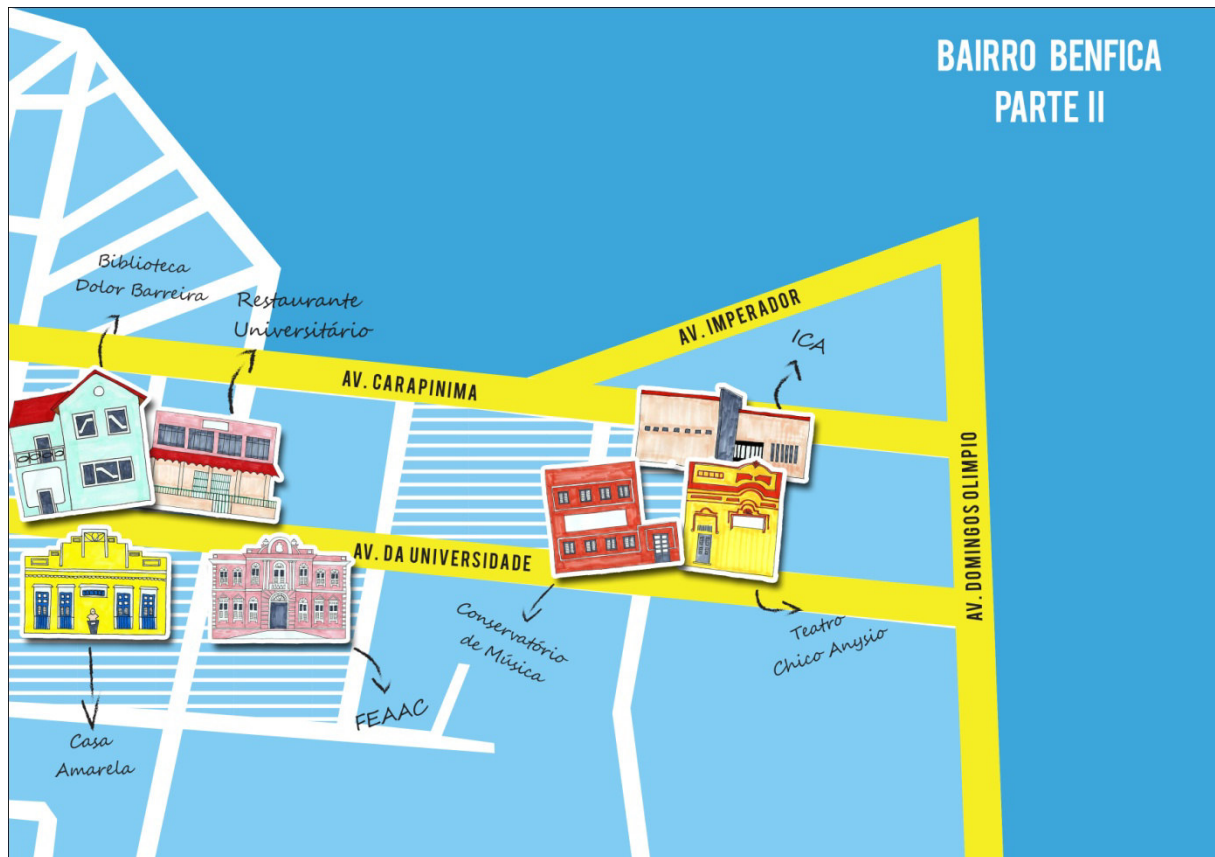 BAIRRO BENFICA
PARTE II
Biblioteca
Dolor Barreira
Restaurante
Universitário
AV. IMPERADOR
ICA
AV. CARAPINIMA
AV. DOMINGOS OLIMPIO
AV. DA UNIVERSIDADE
Conservatório
de Música
Teatro
Chico Anysio
FEAAC
Casa
Amarela